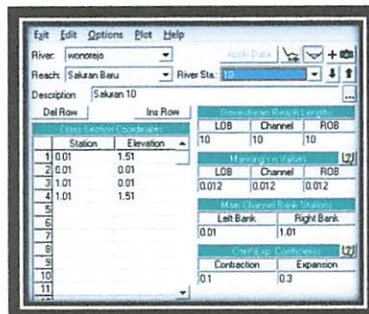 Exit Edit Options Plot Help
River: wonorejo Apply Data
Reach: Saluran Baru River Sta.: 10
Description Saluran 10 ...
Del Row Ins Row
Cross Section Coordinates
Station Elevation
1 0.01 1.51
2 0.01 0.01
3 1.01 0.01
4 1.01 1.51
5
6
7
8
9
10
11
Downstream Reach Lengths
LOB Channel ROB
10 10 10
Manning's n Values ?
LOB Channel ROB
0.012 0.012 0.012
Main Channel Bank Stations
Left Bank Right Bank
0.01 1.01
Cont\Exp Coefficients ?
Contraction Expansion
0.1 0.3